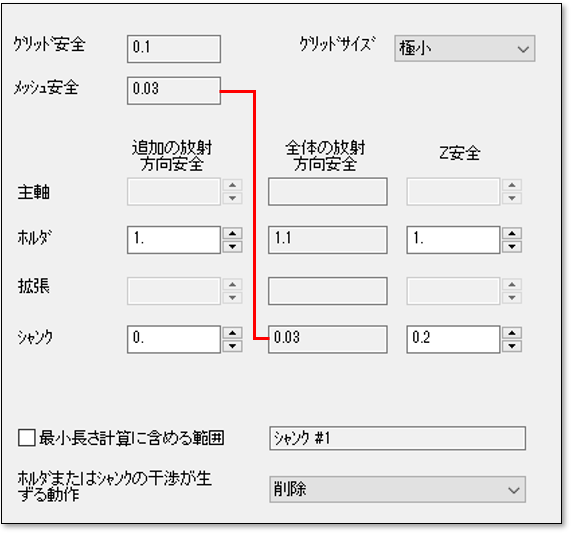 グリッド安全 0.1 グリッドサイズ 極小
メッシュ安全 0.03
追加の放射 全体の放射 Z安全
方向安全 方向安全
主軸
ホルダ 1. 1.1 1.
拡張
シャンク 0. 0.03 0.2
最小長さ計算に含める範囲 シャンク #1
ホルダまたはシャンクの干渉が生 削除
ずる動作